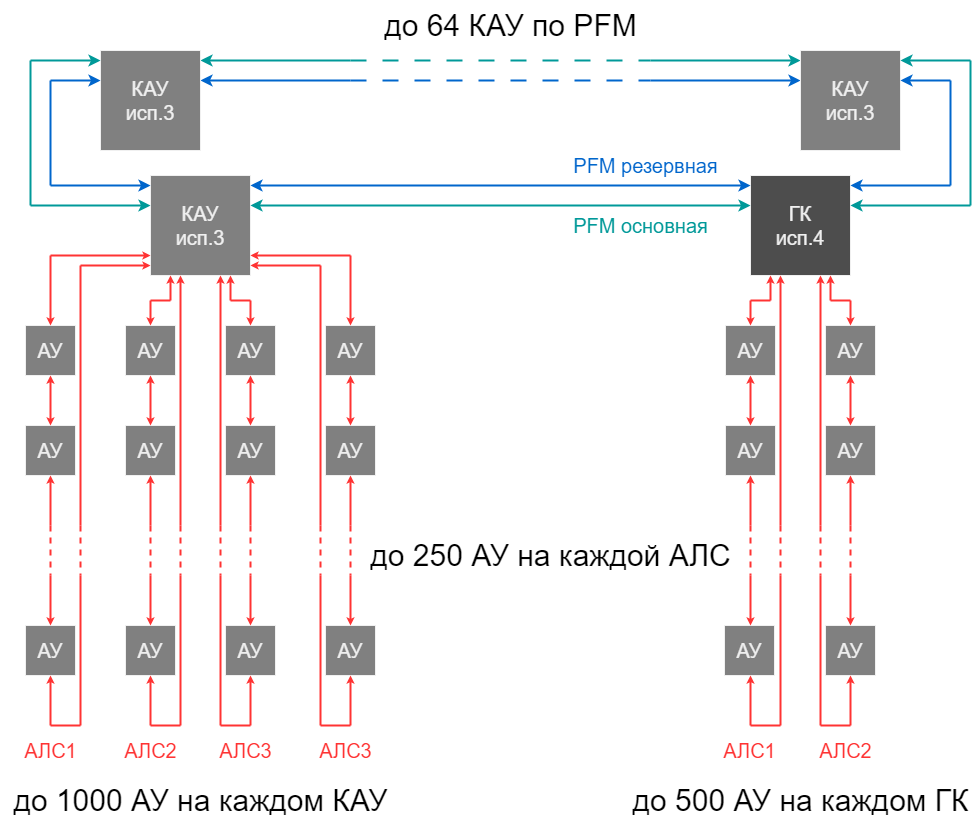 до 64 КАУ по PFM
КАУ
исп.3
КАУ
исп.3
PFM резервная
КАУ
исп.3
ГК
исп.4
PFM основная
АУ
АУ
АУ
АУ
АУ
АУ
АУ
АУ
АУ
АУ
АУ
АУ
до 250 АУ на каждой АЛС
АУ
АУ
АУ
АУ
АУ
АУ
АЛС1
АЛС2
АЛС3
АЛС3
АЛС1
АЛС2
до 1000 АУ на каждом КАУ
до 500 АУ на каждом ГК